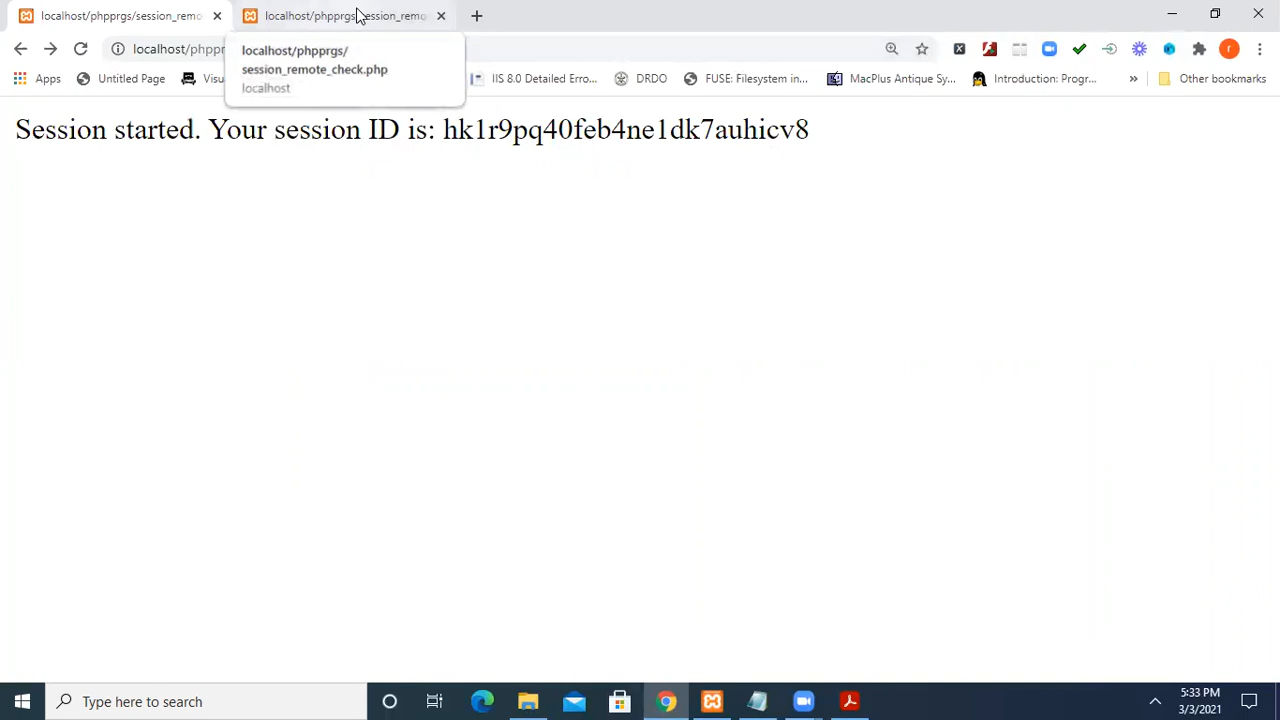 localhost/phpprgs/session_remo
localhost/phpprgs/session_remo
localhost/phppr
localhost/phpprgs/
session_remote_check.php
localhost
Apps
Untitled Page
Visu
IIS 8.0 Detailed Erro...
DRDO
FUSE: Filesystem in...
MacPlus Antique Sy...
Introduction: Progr...
»
Other bookmarks
Session started. Your session ID is: hk1r9pq40feb4ne1dk7auhicv8
Type here to search
5:33 PM
3/3/2021